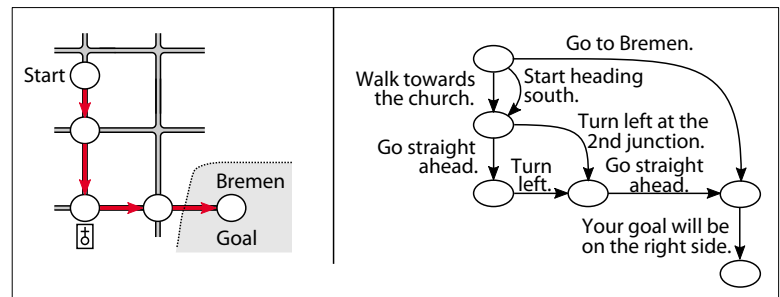 Start
Bremen
Goal
Go to Bremen.
Walk towards
the church.
Start heading
south.
Turn left at the
2nd junction.
Go straight
ahead.
Turn
left.
Go straight
ahead.
Your goal will be
on the right side.